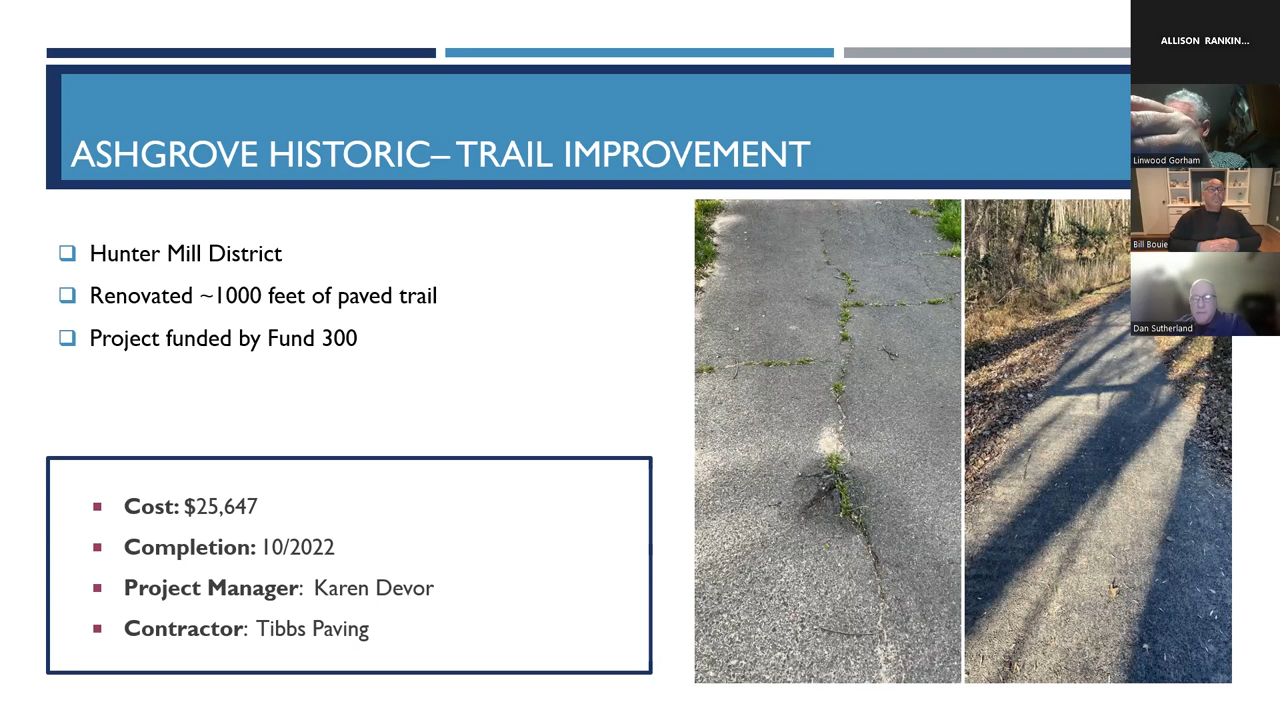 ASHGROVE HISTORIC– TRAIL IMPROVEMENT
Hunter Mill District
Renovated ~1000 feet of paved trail
Project funded by Fund 300
Cost: $25,647
Completion: 10/2022
Project Manager: Karen Devor
Contractor: Tibbs Paving
ALLISON RANKIN...
Linwood Gorham
Bill Bouie
Dan Sutherland